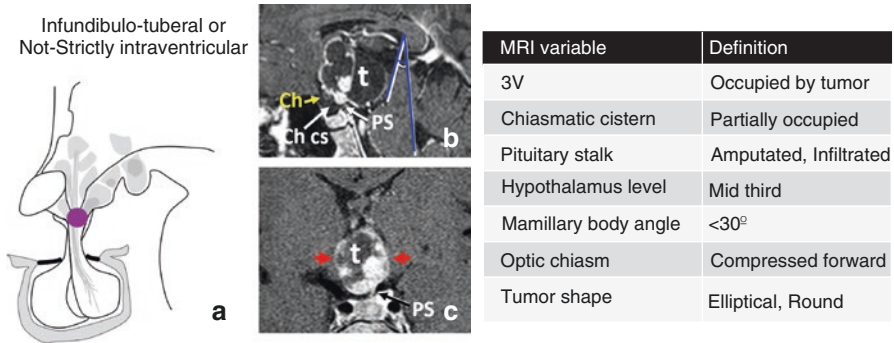 Infundibulo-tuberal or
Not-Strictly intraventricular
a
t
Ch
Ch cs
PS
b
t
PS
c
MRI variable Definition
3V Occupied by tumor
Chiasmatic cistern Partially occupied
Pituitary stalk Amputated, Infiltrated
Hypothalamus level Mid third
Mamillary body angle <30º
Optic chiasm Compressed forward
Tumor shape Elliptical, Round